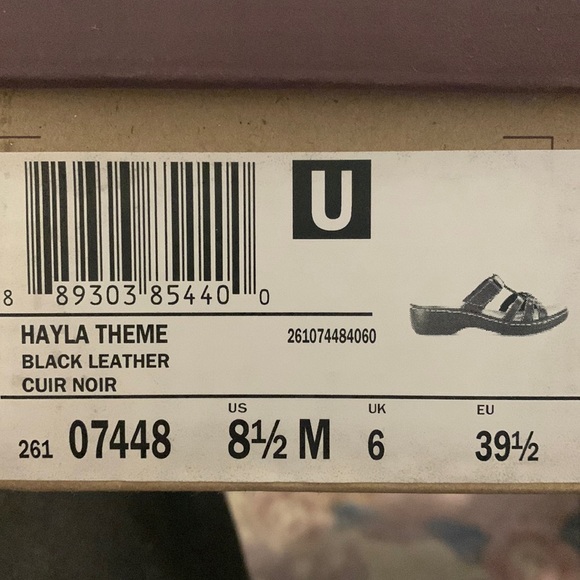 U
8 89303 85440 0
HAYLA THEME 261074484060
BLACK LEATHER
CUIR NOIR
US UK EU
261 07448 8½ M 6 39½